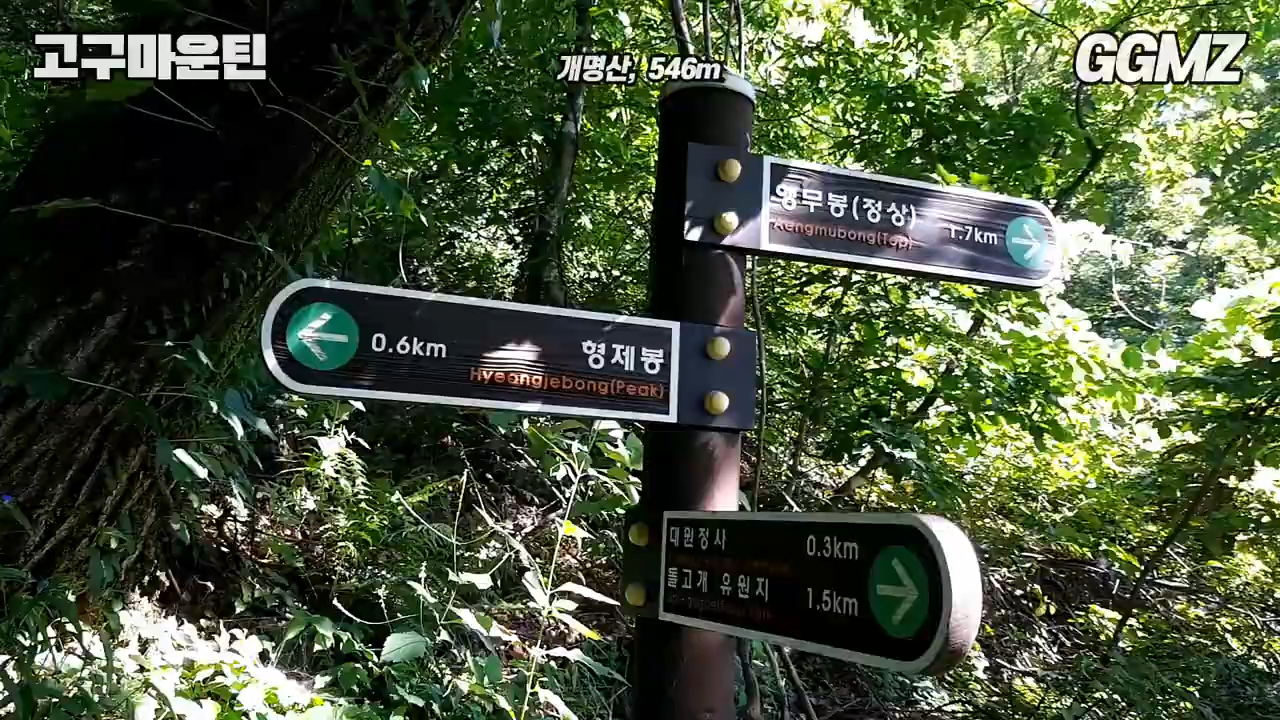 고구마운틴
개명산, 546m
GGMZ
앵무봉(정상) 1.7km
Aengmubong(Top)
0.6km 형제봉
Hyeongjebong(Peak)
대원정사 0.3km
돌고개 유원지 1.5km